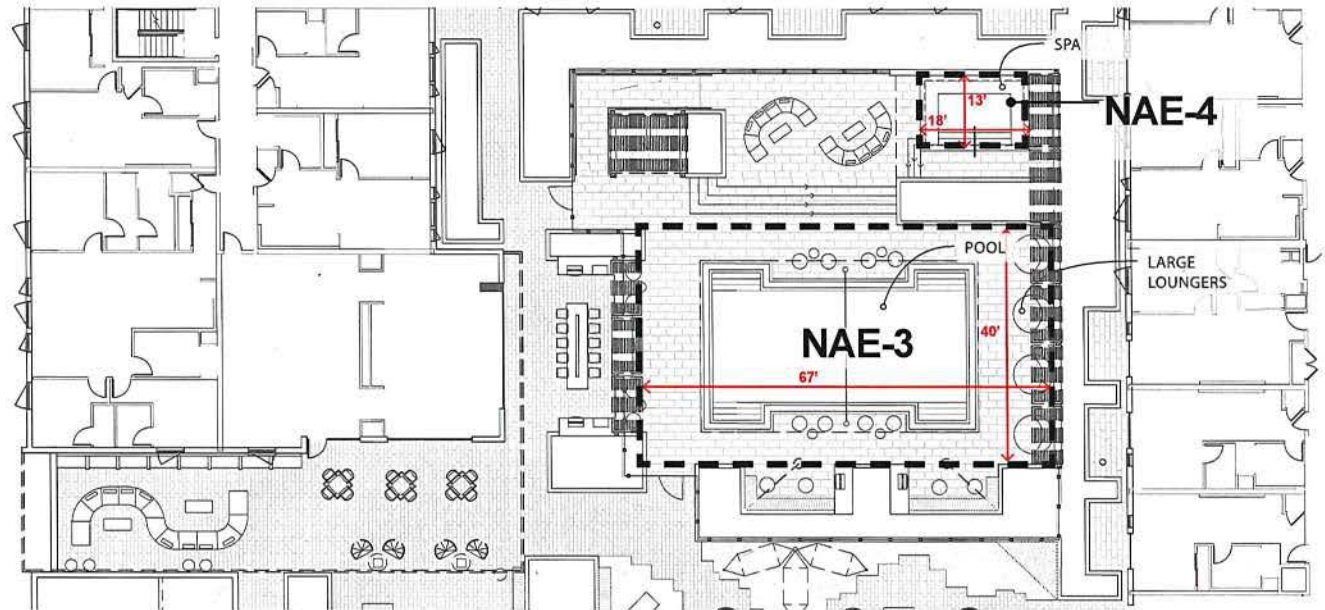 SPA
13'
NAE-4
18'
POOL
LARGE
LOUNGERS
40'
NAE-3
67'